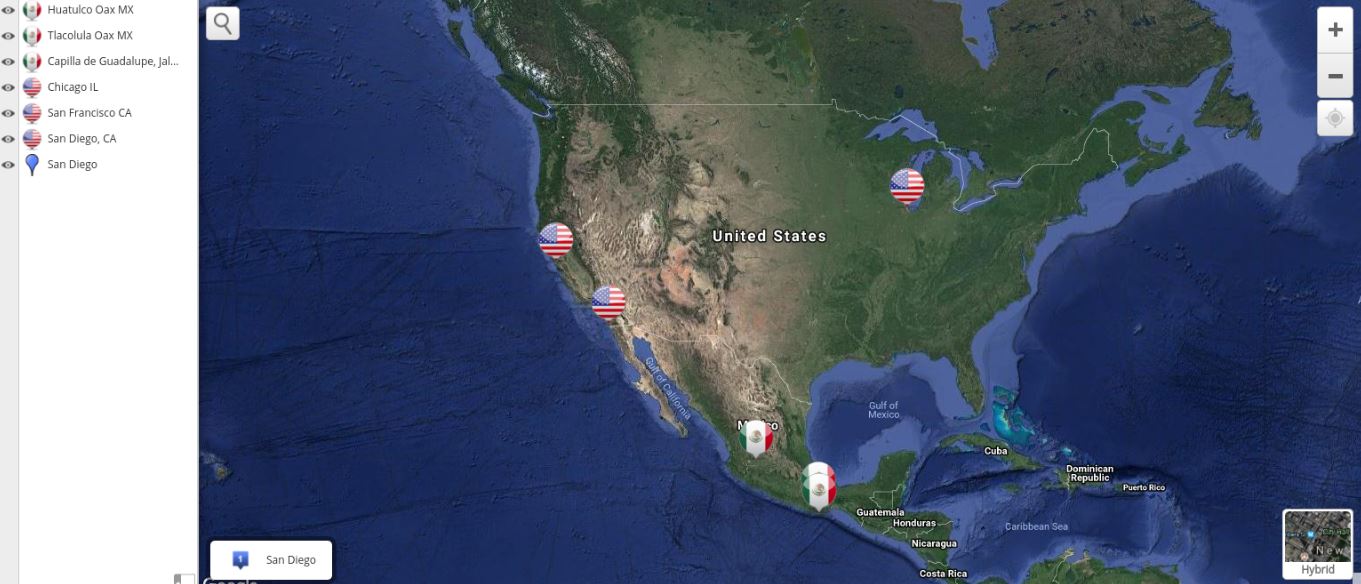 Huatulco Oax MX
Tlacolula Oax MX
Capilla de Guadalupe, Jal...
Chicago IL
San Francisco CA
San Diego, CA
San Diego
United States
Gulf of California
Gulf of
Mexico
Cuba
Dominican
Republic
Puerto Rico
Guatemala
Honduras
Caribbean Sea
Nicaragua
Costa Rica
1 San Diego
Google
Hybrid